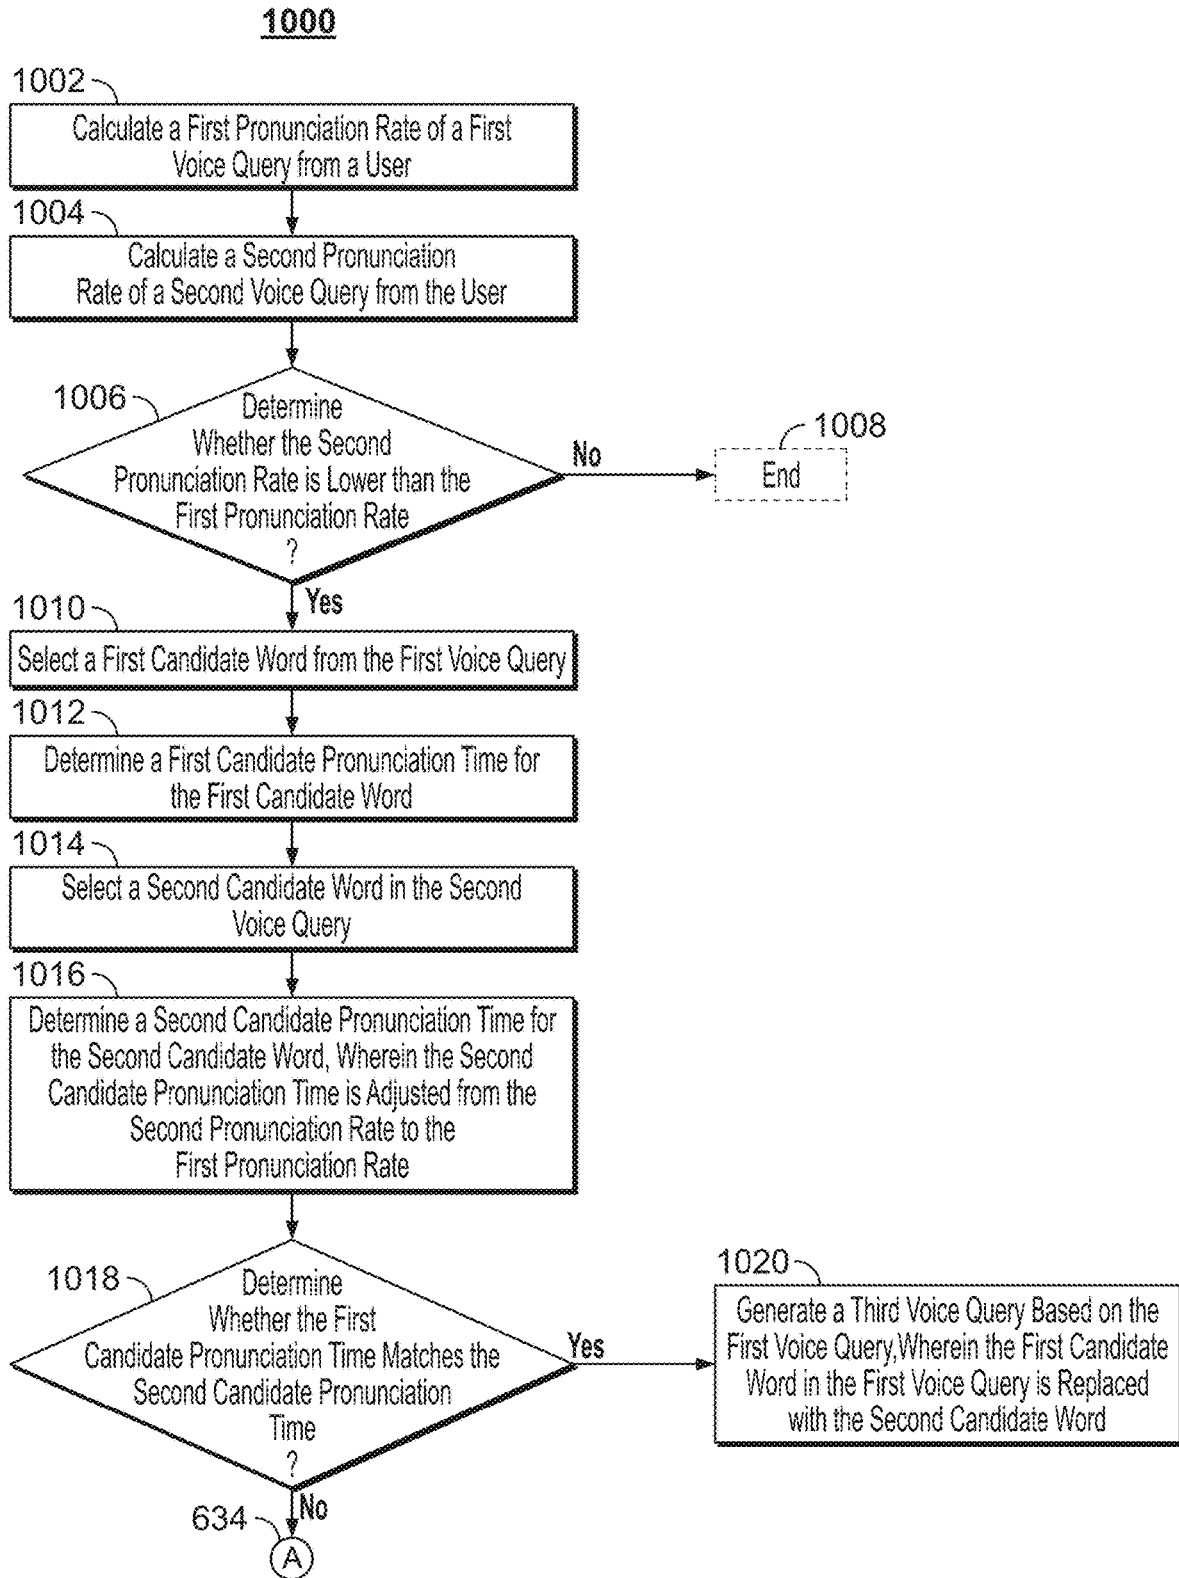 1000
1002
Calculate a First Pronunciation Rate of a First
Voice Query from a User
1004
Calculate a Second Pronunciation
Rate of a Second Voice Query from the User
1006
Determine
Whether the Second
Pronunciation Rate is Lower than the
First Pronunciation Rate
?
No
1008
End
Yes
1010
Select a First Candidate Word from the First Voice Query
1012
Determine a First Candidate Pronunciation Time for
the First Candidate Word
1014
Select a Second Candidate Word in the Second
Voice Query
1016
Determine a Second Candidate Pronunciation Time for
the Second Candidate Word, Wherein the Second
Candidate Pronunciation Time is Adjusted from the
Second Pronunciation Rate to the
First Pronunciation Rate
1018
Determine
Whether the First
Candidate Pronunciation Time Matches the
Second Candidate Pronunciation
Time
?
Yes
1020
Generate a Third Voice Query Based on the
First Voice Query,Wherein the First Candidate
Word in the First Voice Query is Replaced
with the Second Candidate Word
No
634
A